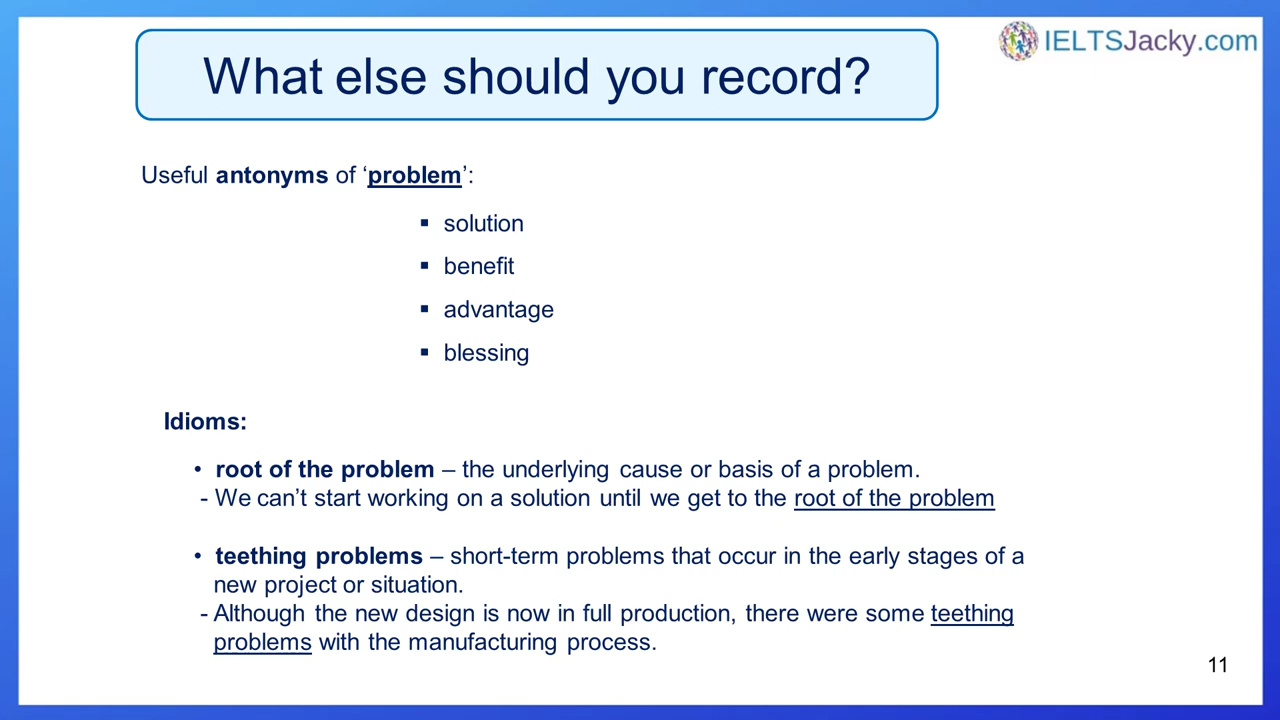 IELTSJacky.com
What else should you record?
Useful antonyms of ‘problem’:
▪ solution
▪ benefit
▪ advantage
▪ blessing
Idioms:
• root of the problem – the underlying cause or basis of a problem.
- We can’t start working on a solution until we get to the root of the problem
• teething problems – short-term problems that occur in the early stages of a
new project or situation.
- Although the new design is now in full production, there were some teething
problems with the manufacturing process.
11